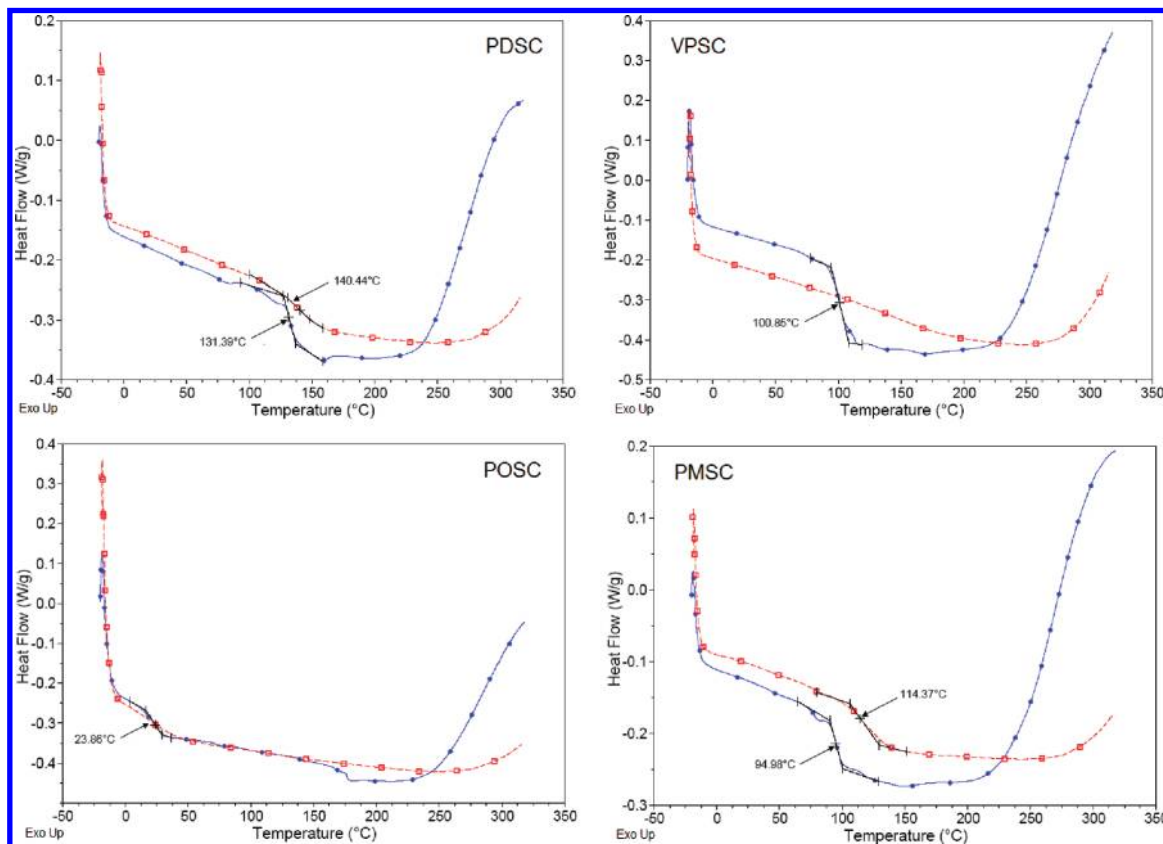 PDSC
0.2
0.1
0.0
-0.1
-0.2
-0.3
-0.4
Heat Flow (W/g)
140.44°C
131.39°C
-50 0 50 100 150 200 250 300 350
Exo Up
Temperature (°C)
VPSC
0.4
0.3
0.2
0.1
0.0
-0.1
-0.2
-0.3
-0.4
-0.5
Heat Flow (W/g)
100.85°C
-50 0 50 100 150 200 250 300 350
Exo Up
Temperature (°C)
POSC
0.4
0.3
0.2
0.1
0.0
-0.1
-0.2
-0.3
-0.4
Heat Flow (W/g)
23.86°C
-50 0 50 100 150 200 250 300 350
Exo Up
Temperature (°C)
PMSC
0.2
0.1
0.0
-0.1
-0.2
-0.3
Heat Flow (W/g)
114.37°C
94.98°C
-50 0 50 100 150 200 250 300 350
Exo Up
Temperature (°C)